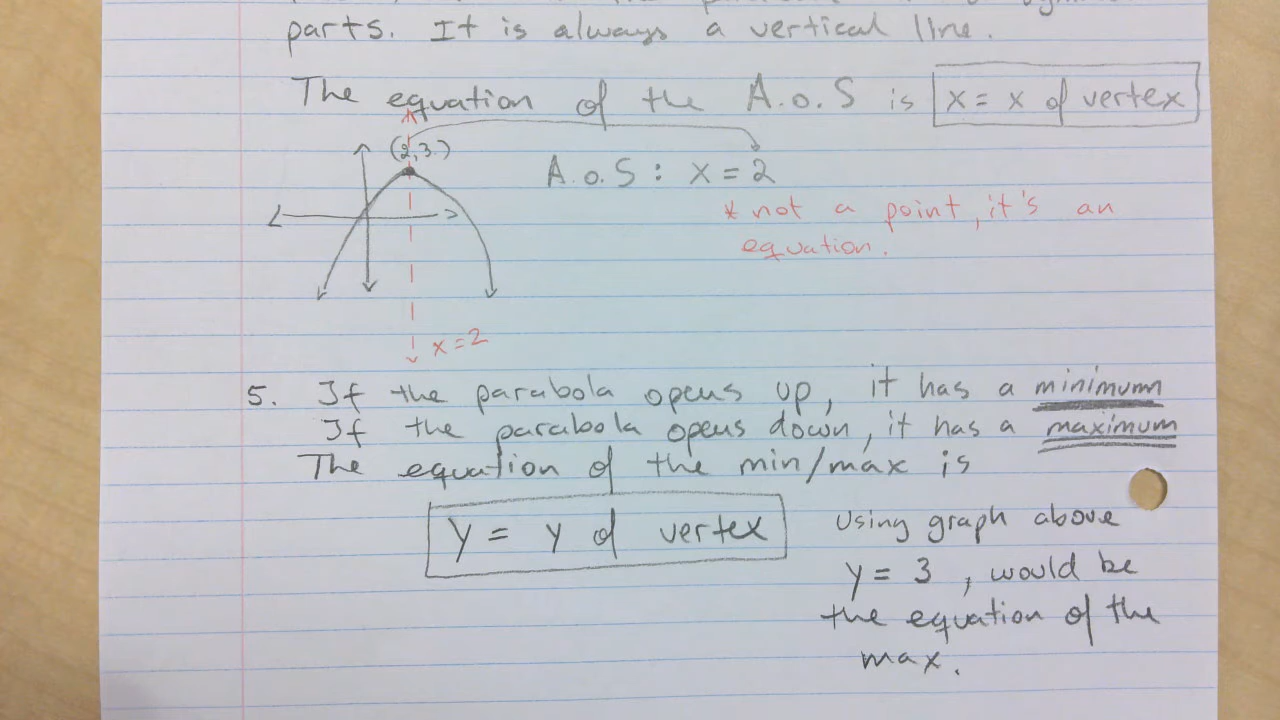 parts. It is always a vertical line.
The equation of the A.o.S is x = x of vertex
(2,3)
A.o.S : x = 2
* not a point, it's an
equation.
x = 2
5. If the parabola opens up, it has a minimum
If the parabola opens down, it has a maximum
The equation of the min/max is
y = y of vertex
Using graph above
y = 3 , would be
the equation of the
max.